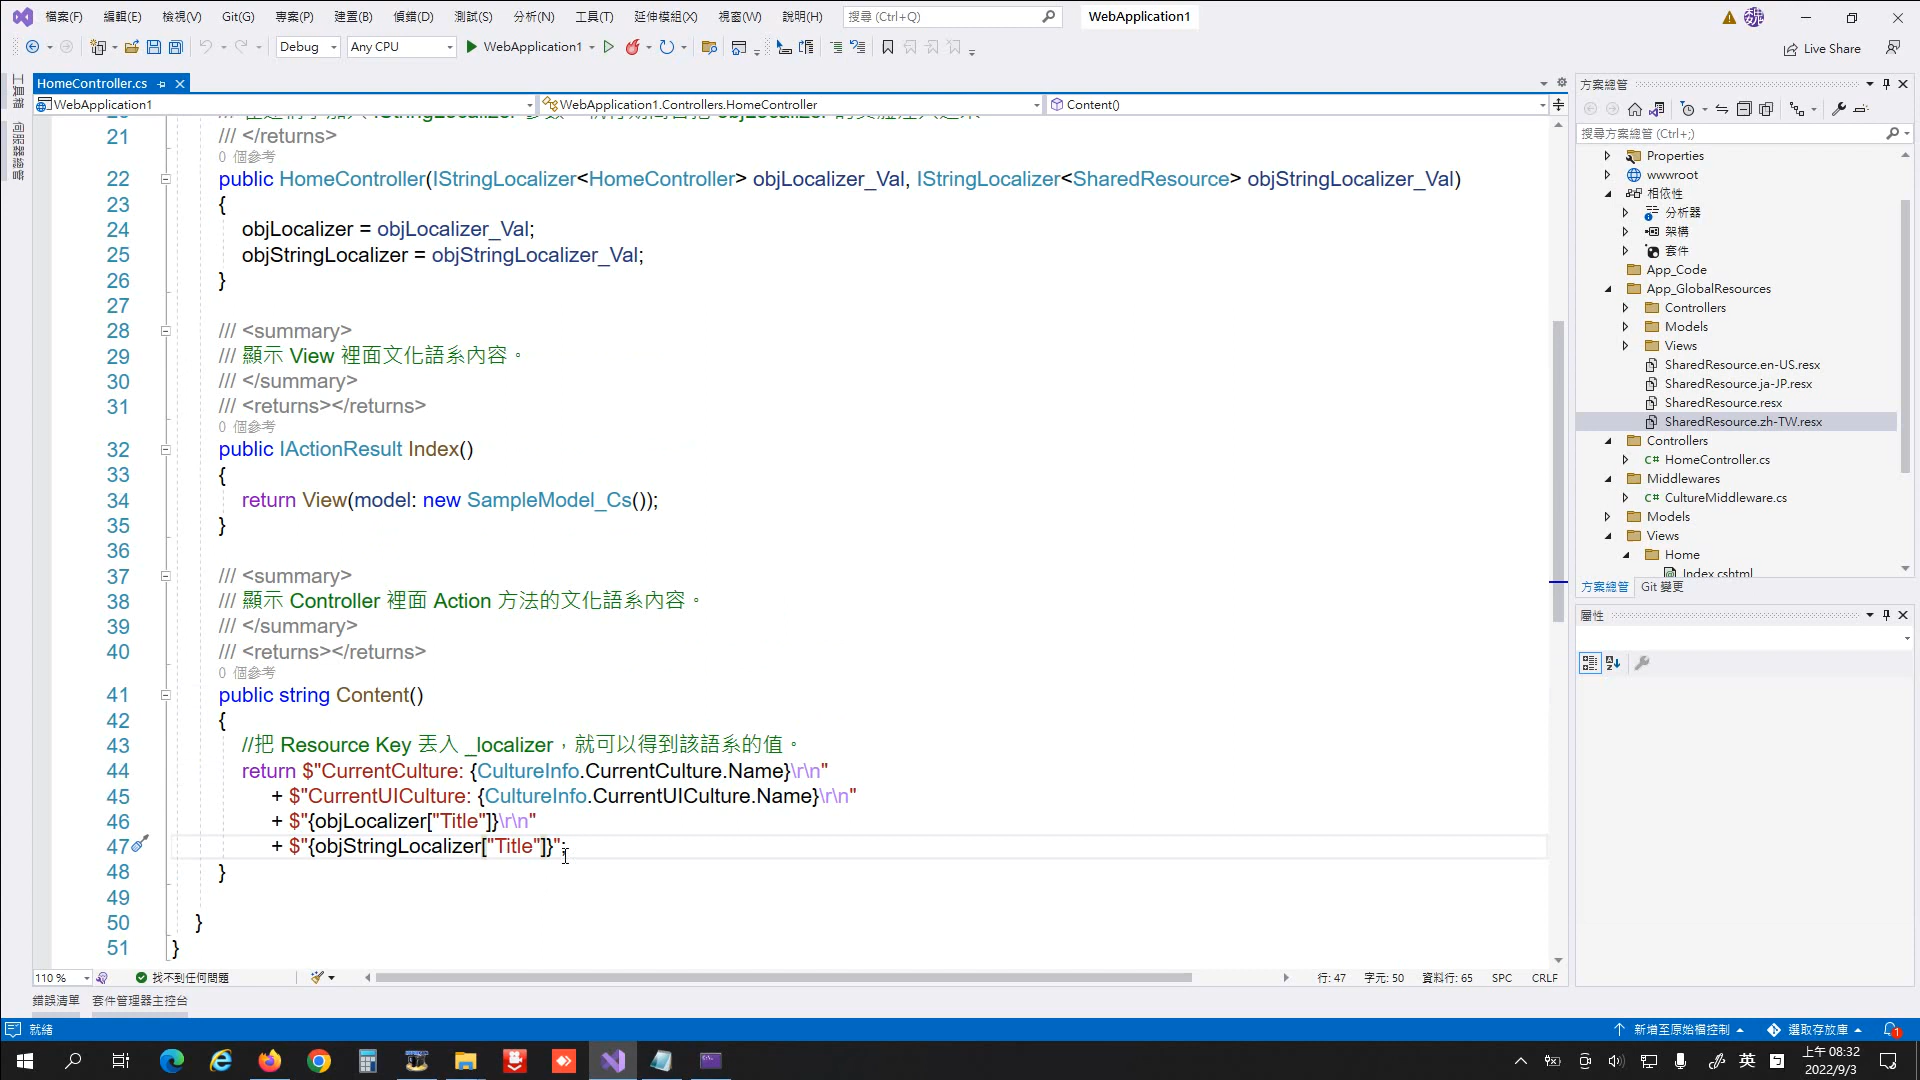 檔案(F) 編輯(E) 檢視(V) Git(G) 專案(P) 建置(B) 偵錯(D) 測試(S) 分析(N) 工具(T) 延伸模組(X) 視窗(W) 說明(H) 搜尋 (Ctrl+Q) WebApplication1
Debug Any CPU WebApplication1 Live Share
工具箱
伺服器總管
HomeController.cs
WebApplication1 WebApplication1.Controllers.HomeController Content()
21 /// </returns>
0 個參考
22 public HomeController(IStringLocalizer<HomeController> objLocalizer_Val, IStringLocalizer<SharedResource> objStringLocalizer_Val)
23 {
24 objLocalizer = objLocalizer_Val;
25 objStringLocalizer = objStringLocalizer_Val;
26 }
27
28 /// <summary>
29 /// 顯示 View 裡面文化語系內容。
30 /// </summary>
31 /// <returns></returns>
0 個參考
32 public IActionResult Index()
33 {
34 return View(model: new SampleModel_Cs());
35 }
36
37 /// <summary>
38 /// 顯示 Controller 裡面 Action 方法的文化語系內容。
39 /// </summary>
40 /// <returns></returns>
0 個參考
41 public string Content()
42 {
43 //把 Resource Key 丟入 _localizer，就可以得到該語系的值。
44 return $"CurrentCulture: {CultureInfo.CurrentCulture.Name}\r\n"
45 + $"CurrentUICulture: {CultureInfo.CurrentUICulture.Name}\r\n"
46 + $"{objLocalizer["Title"]}\r\n"
47 + $"{objStringLocalizer["Title"]}";
48 }
49
50 }
51 }
110 % 找不到任何問題 行: 47 字元: 50 資料行: 65 SPC CRLF
錯誤清單 套件管理器主控台
方案總管
搜尋方案總管 (Ctrl+;)
Properties
wwwroot
相依性
分析器
架構
套件
App_Code
App_GlobalResources
Controllers
Models
Views
SharedResource.en-US.resx
SharedResource.ja-JP.resx
SharedResource.resx
SharedResource.zh-TW.resx
Controllers
C# HomeController.cs
Middlewares
C# CultureMiddleware.cs
Models
Views
Home
Index.cshtml
方案總管 Git 變更
屬性
就緒 新增至原始檔控制 選取存放庫 1
英 上午 08:32
2022/9/3